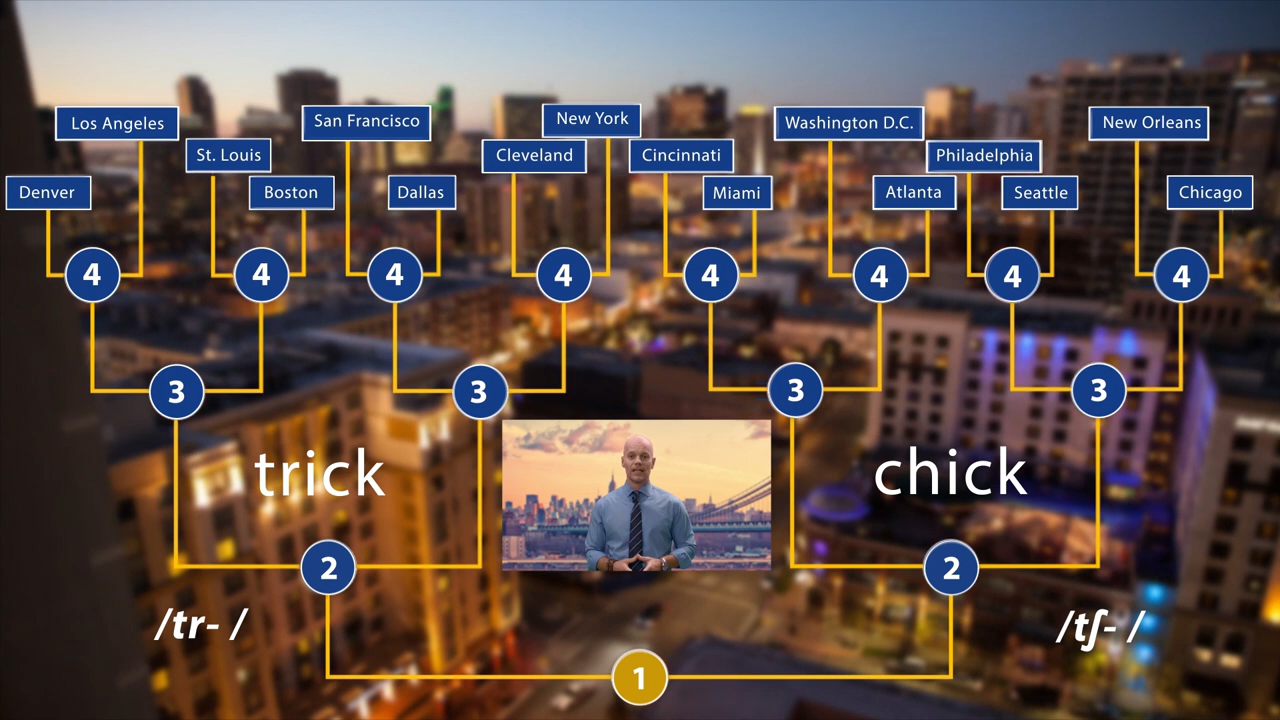 Los Angeles
San Francisco
New York
Washington D.C.
New Orleans
St. Louis
Cleveland
Cincinnati
Philadelphia
Denver
Boston
Dallas
Miami
Atlanta
Seattle
Chicago
4 4 4 4 4 4 4 4
3 3 3 3
trick chick
2 2
/tr- / /tʃ- /
1